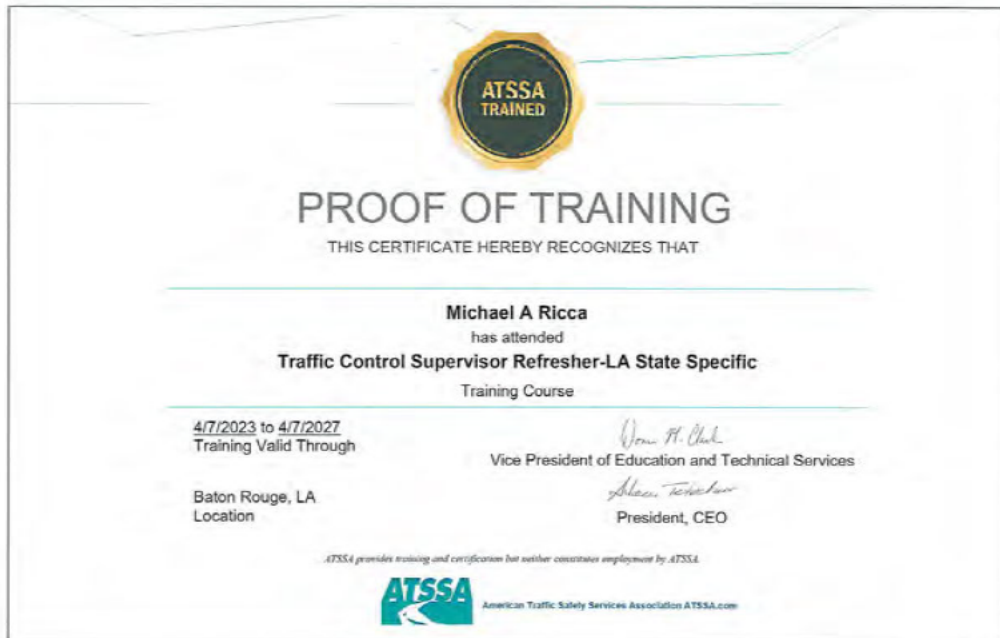 ATSSA
TRAINED
PROOF OF TRAINING
THIS CERTIFICATE HEREBY RECOGNIZES THAT
Michael A Ricca
has attended
Traffic Control Supervisor Refresher-LA State Specific
Training Course
4/7/2023 to 4/7/2027
Training Valid Through
Vice President of Education and Technical Services
Baton Rouge, LA
Location
President, CEO
ATSSA provides training and certification but neither constitutes employment by ATSSA.
ATSSA
American Traffic Safety Services Association ATSSA.com